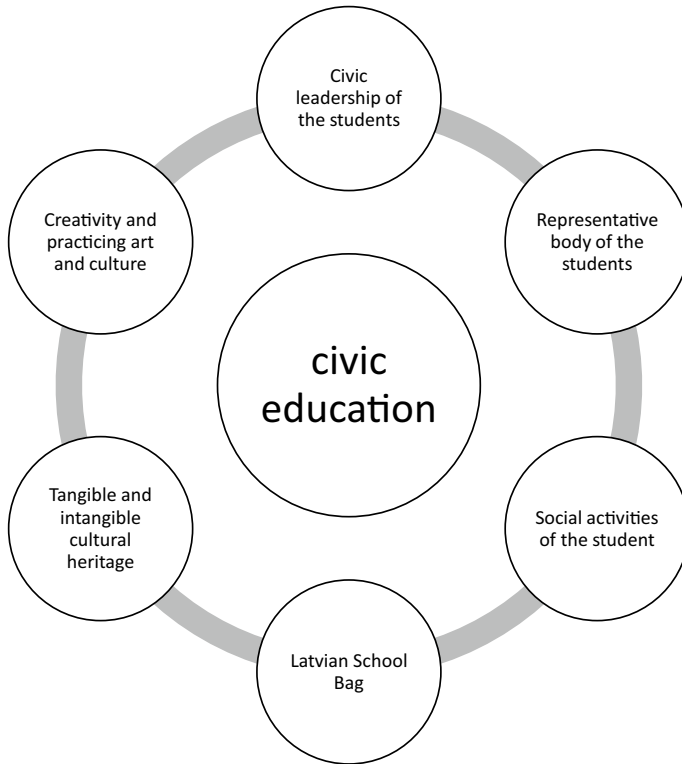 Civic
leadership of
the students
Creativity and
practicing art
and culture
Representative
body of the
students
civic
education
Tangible and
intangible
cultural
heritage
Social activities
of the student
Latvian School
Bag